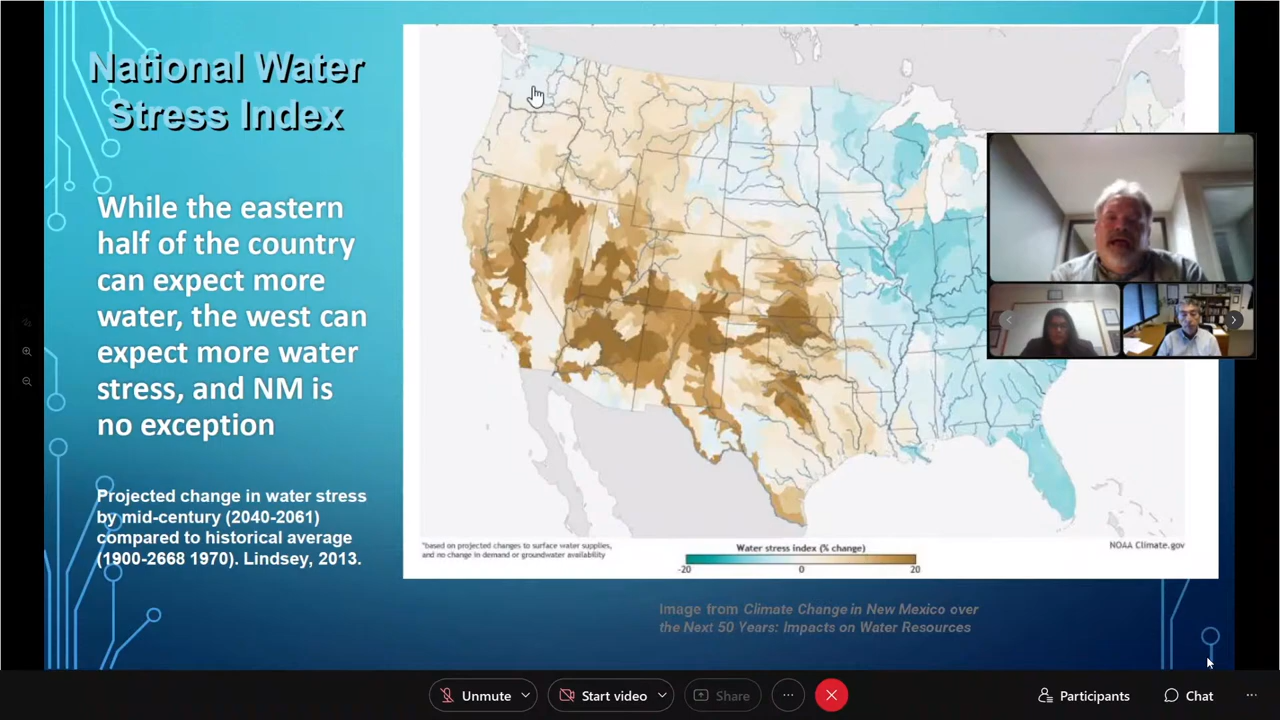 National Water
Stress Index
While the eastern
half of the country
can expect more
water, the west can
expect more water
stress, and NM is
no exception
Projected change in water stress
by mid-century (2040-2061)
compared to historical average
(1900-2668 1970). Lindsey, 2013.
*based on projected changes to surface water supplies,
and no change in demand or groundwater availability
Water stress index (% change)
-20 0 20
NOAA Climate.gov
Image from Climate Change in New Mexico over
the Next 50 Years: Impacts on Water Resources
Unmute
Start video
Share
Participants
Chat